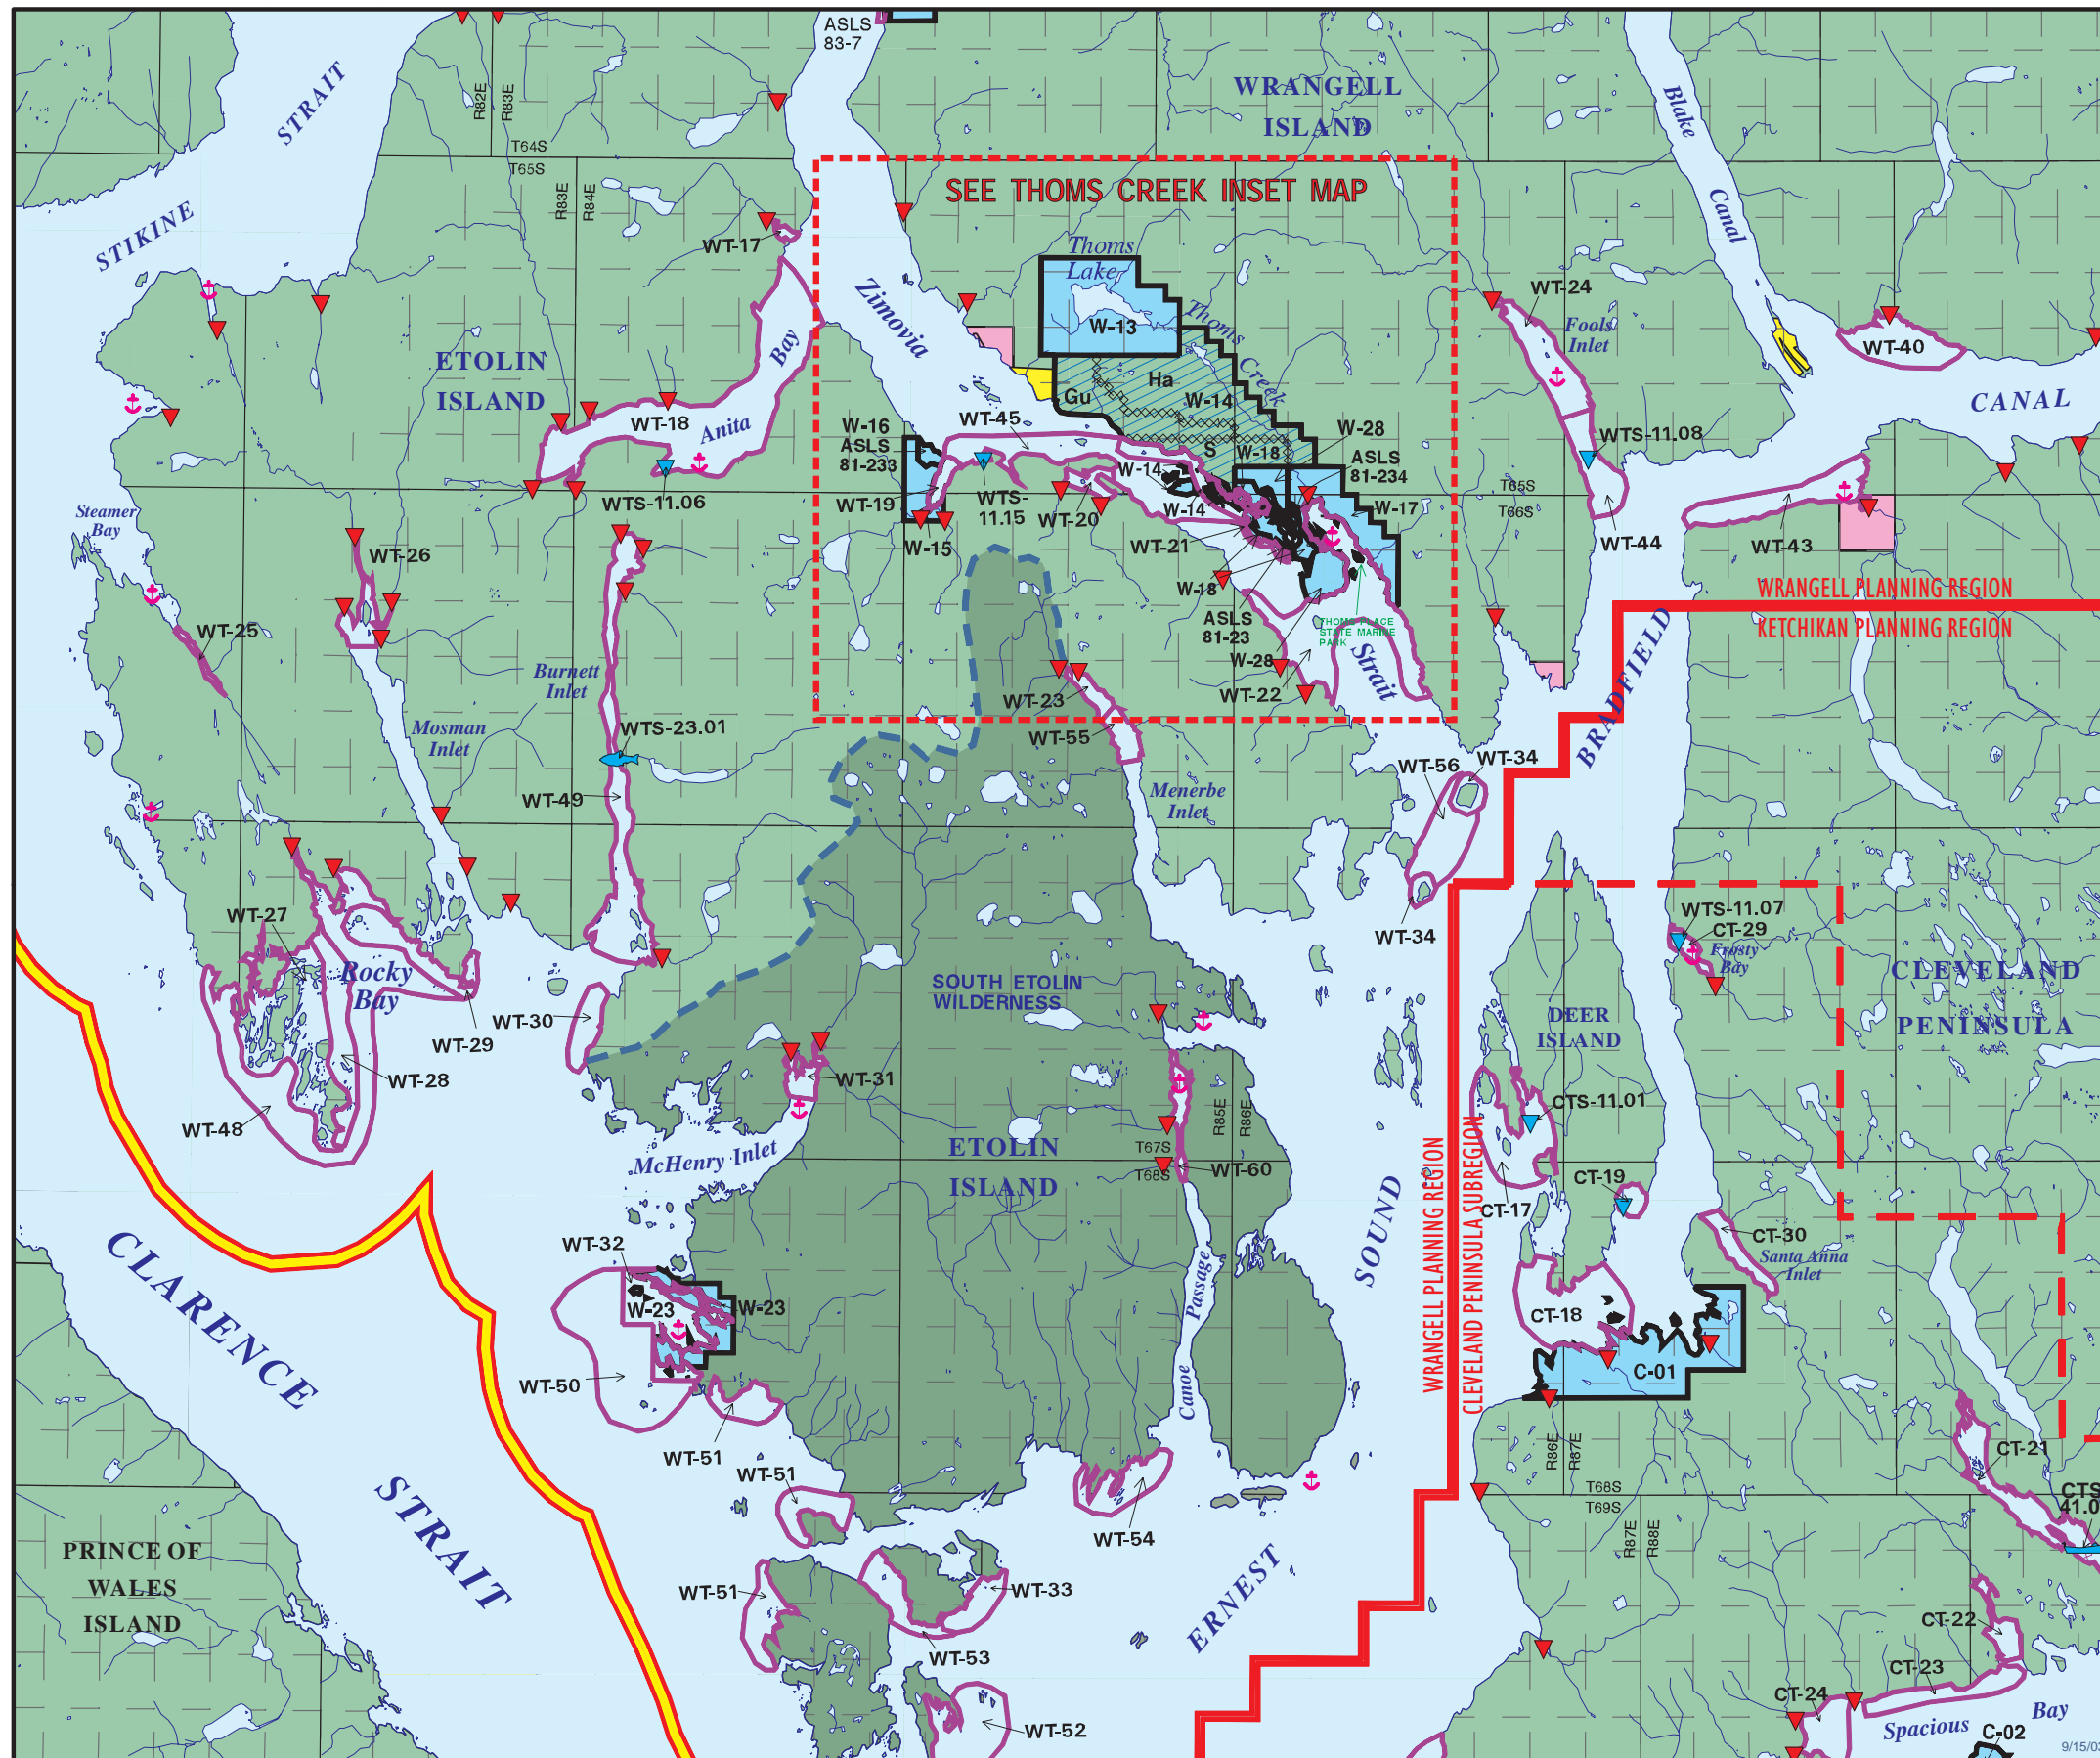 ASLS
83-7
STRAIT
R82E
R83E
T64S
T65S
R83E
R84E
WRANGELL
ISLAND
Blake
Canal
SEE THOMS CREEK INSET MAP
STIKINE
WT-17
Thoms
Lake
W-13
Thoms
Creek
Zimovia
WT-24
Fools
Inlet
WT-40
CANAL
ETOLIN
ISLAND
Bay
Anita
WT-18
Ha
Gu
W-14
S
W-18
W-28
ASLS
81-234
W-16
ASLS
81-233
WT-45
WT-19
W-15
WTS-
11.15
WT-20
W-14
W-14
W-17
WT-21
W-18
ASLS
81-23
W-28
WT-22
THOMS PLACE
STATE MARINE
PARK
Strait
WTS-11.06
WTS-11.08
T65S
T66S
WT-44
WT-43
WRANGELL PLANNING REGION
KETCHIKAN PLANNING REGION
BRADFIELD
Steamer
Bay
WT-26
WT-25
Burnett
Inlet
Mosman
Inlet
WTS-23.01
WT-49
WT-23
WT-55
Menerbe
Inlet
WT-56
WT-34
WT-34
WT-27
Rocky
Bay
WT-29
WT-28
WT-48
WT-30
SOUTH ETOLIN
WILDERNESS
WT-31
McHenry Inlet
ETOLIN
ISLAND
T67S
T68S
R85E
R86E
WT-60
WTS-11.07
CT-29
Frosty
Bay
CLEVELAND
PENINSULA
DEER
ISLAND
CTS-11.01
CT-17
CT-19
CT-30
Santa Anna
Inlet
CT-18
C-01
SOUND
WRANGELL PLANNING REGION
CLEVELAND PENINSULA SUBREGION
Passage
Canoe
CLARENCE
STRAIT
WT-32
W-23
W-23
WT-50
WT-51
WT-51
WT-51
WT-54
WT-33
WT-53
WT-52
ERNEST
PRINCE OF
WALES
ISLAND
R86E
R87E
T68S
T69S
R87E
R88E
CT-21
CTS
CT-22
CT-23
CT-24
Spacious
Bay
C-02